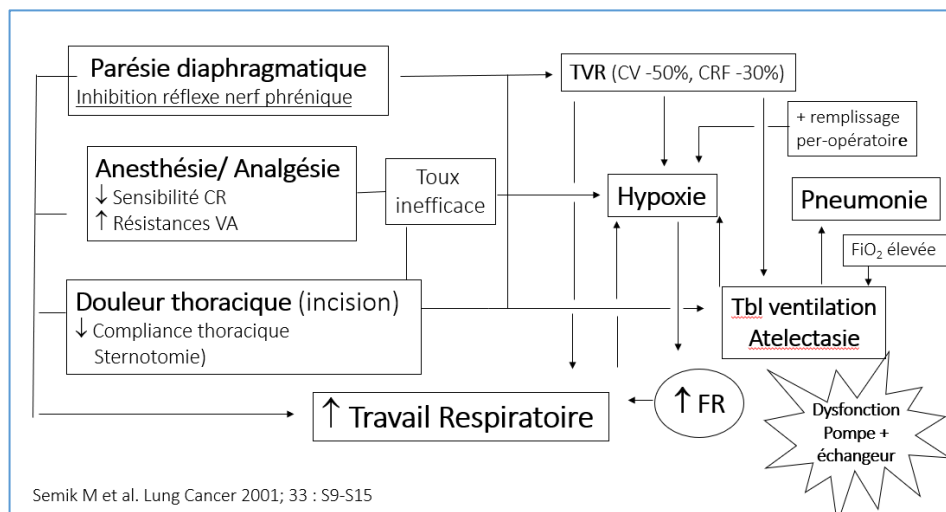 Parésie diaphragmatique
Inhibition réflexe nerf phrénique
TVR (CV -50%, CRF -30%)
+ remplissage
per-opératoire
Anesthésie/ Analgésie
↓ Sensibilité CR
↑ Résistances VA
Toux
inefficace
Hypoxie
Pneumonie
FiO₂ élevée
Douleur thoracique (incision)
↓ Compliance thoracique
Sternotomie)
Tbl ventilation
Atelectasie
↑ Travail Respiratoire
↑ FR
Dysfonction
Pompe +
échangeur
Semik M et al. Lung Cancer 2001; 33 : S9-S15